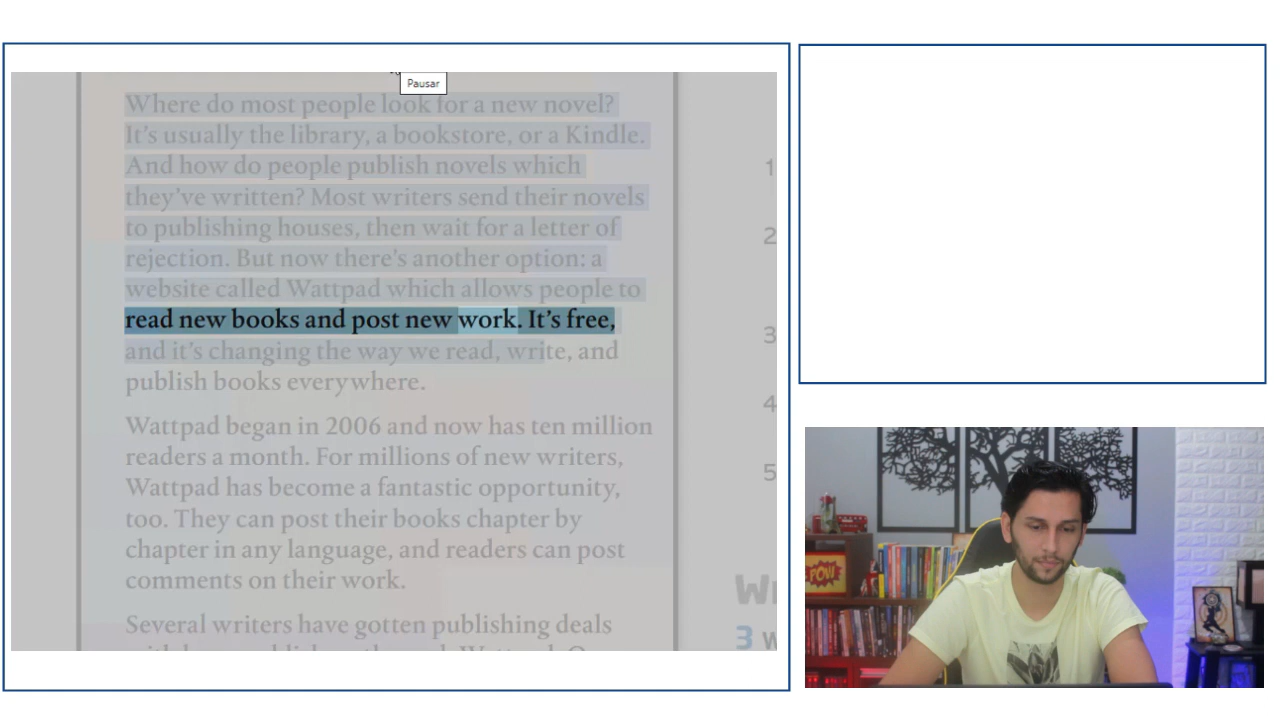 Pausar
Where do most people look for a new novel?
It's usually the library, a bookstore, or a Kindle.
And how do people publish novels which
they've written? Most writers send their novels
to publishing houses, then wait for a letter of
rejection. But now there's another option: a
website called Wattpad which allows people to
read new books and post new work. It's free,
and it's changing the way we read, write, and
publish books everywhere.
Wattpad began in 2006 and now has ten million
readers a month. For millions of new writers,
Wattpad has become a fantastic opportunity,
too. They can post their books chapter by
chapter in any language, and readers can post
comments on their work.
Several writers have gotten publishing deals
1
2
3
4
5
3
POW!